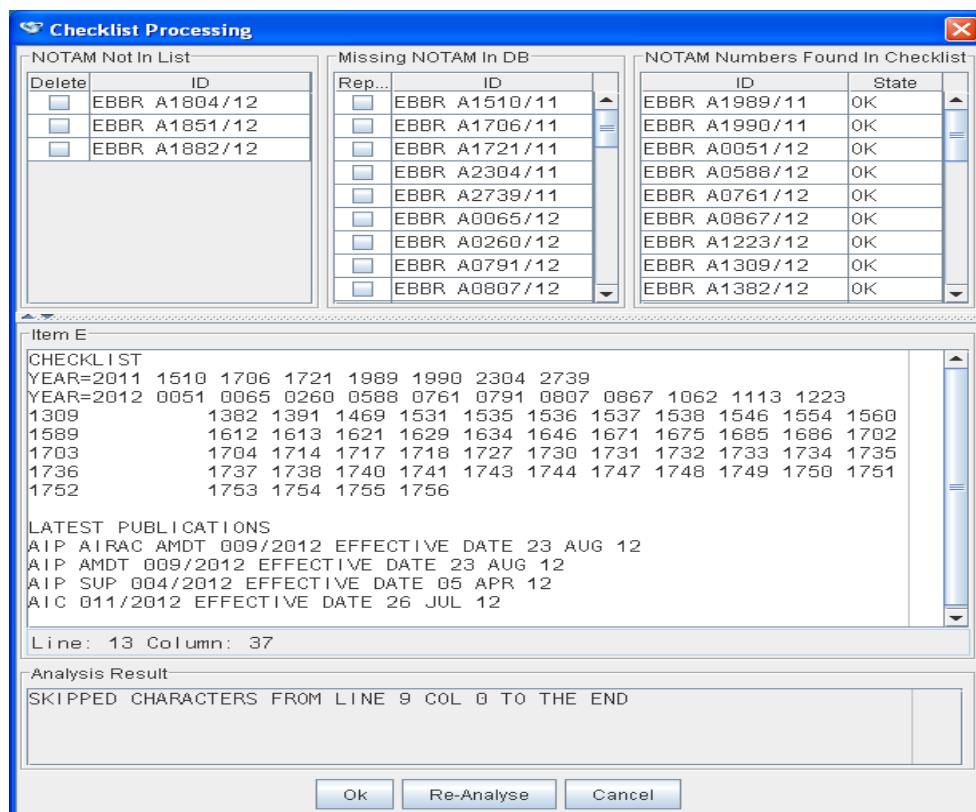 Checklist Processing
NOTAM Not In List
Delete ID
EBBR A1804/12
EBBR A1851/12
EBBR A1882/12
Missing NOTAM In DB
Rep... ID
EBBR A1510/11
EBBR A1706/11
EBBR A1721/11
EBBR A2304/11
EBBR A2739/11
EBBR A0065/12
EBBR A0260/12
EBBR A0791/12
EBBR A0807/12
NOTAM Numbers Found In Checklist
ID State
EBBR A1989/11 OK
EBBR A1990/11 OK
EBBR A0051/12 OK
EBBR A0588/12 OK
EBBR A0761/12 OK
EBBR A0867/12 OK
EBBR A1223/12 OK
EBBR A1309/12 OK
EBBR A1382/12 OK
Item E
CHECKLIST
YEAR=2011 1510 1706 1721 1989 1990 2304 2739
YEAR=2012 0051 0065 0260 0588 0761 0791 0807 0867 1062 1113 1223
1309 1382 1391 1469 1531 1535 1536 1537 1538 1546 1554 1560
1589 1612 1613 1621 1629 1634 1646 1671 1675 1685 1686 1702
1703 1704 1714 1717 1718 1727 1730 1731 1732 1733 1734 1735
1736 1737 1738 1740 1741 1743 1744 1747 1748 1749 1750 1751
1752 1753 1754 1755 1756
LATEST PUBLICATIONS
AIP AIRAC AMDT 009/2012 EFFECTIVE DATE 23 AUG 12
AIP AMDT 009/2012 EFFECTIVE DATE 23 AUG 12
AIP SUP 004/2012 EFFECTIVE DATE 05 APR 12
AIC 011/2012 EFFECTIVE DATE 26 JUL 12
Line: 13 Column: 37
Analysis Result
SKIPPED CHARACTERS FROM LINE 9 COL 0 TO THE END
Ok Re-Analyse Cancel